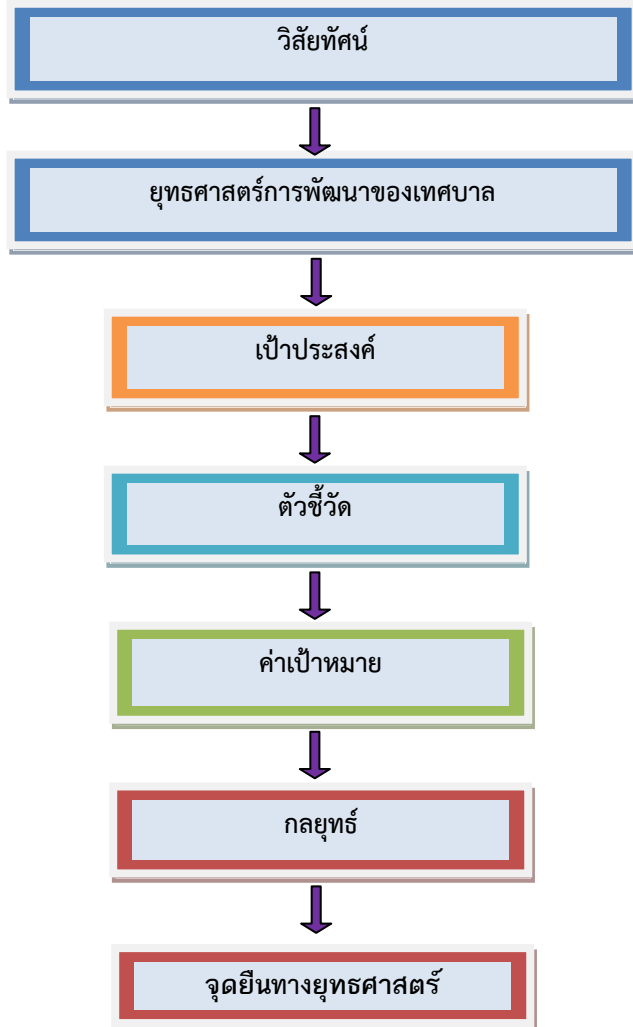 วิสัยทัศน์
ยุทธศาสตร์การพัฒนาของเทศบาล
เป้าประสงค์
ตัวชี้วัด
ค่าเป้าหมาย
กลยุทธ์
จุดยืนทางยุทธศาสตร์